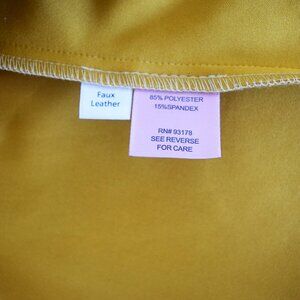 Faux
Leather
85% POLYESTER
15%SPANDEX
RN# 93178
SEE REVERSE
FOR CARE